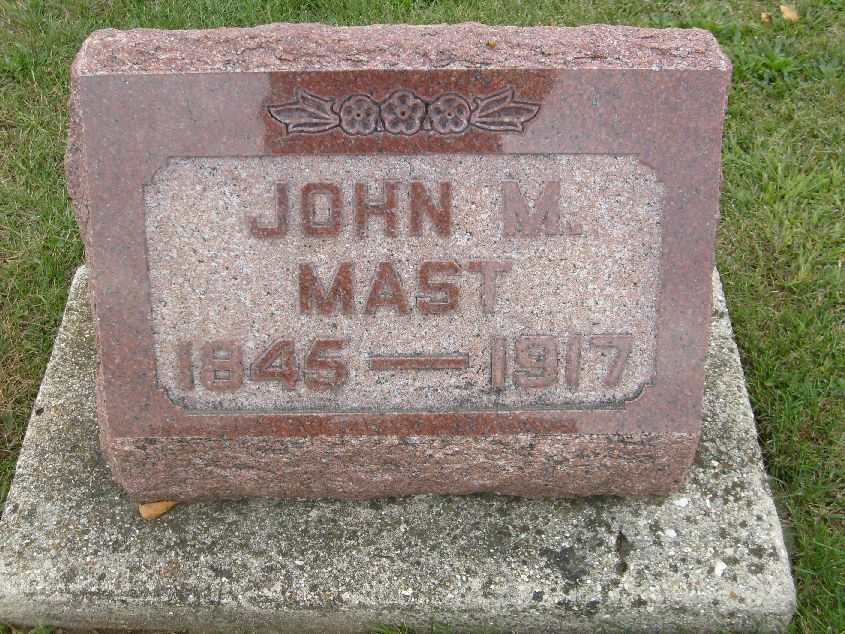 JOHN M.
MAST
1845 — 1917